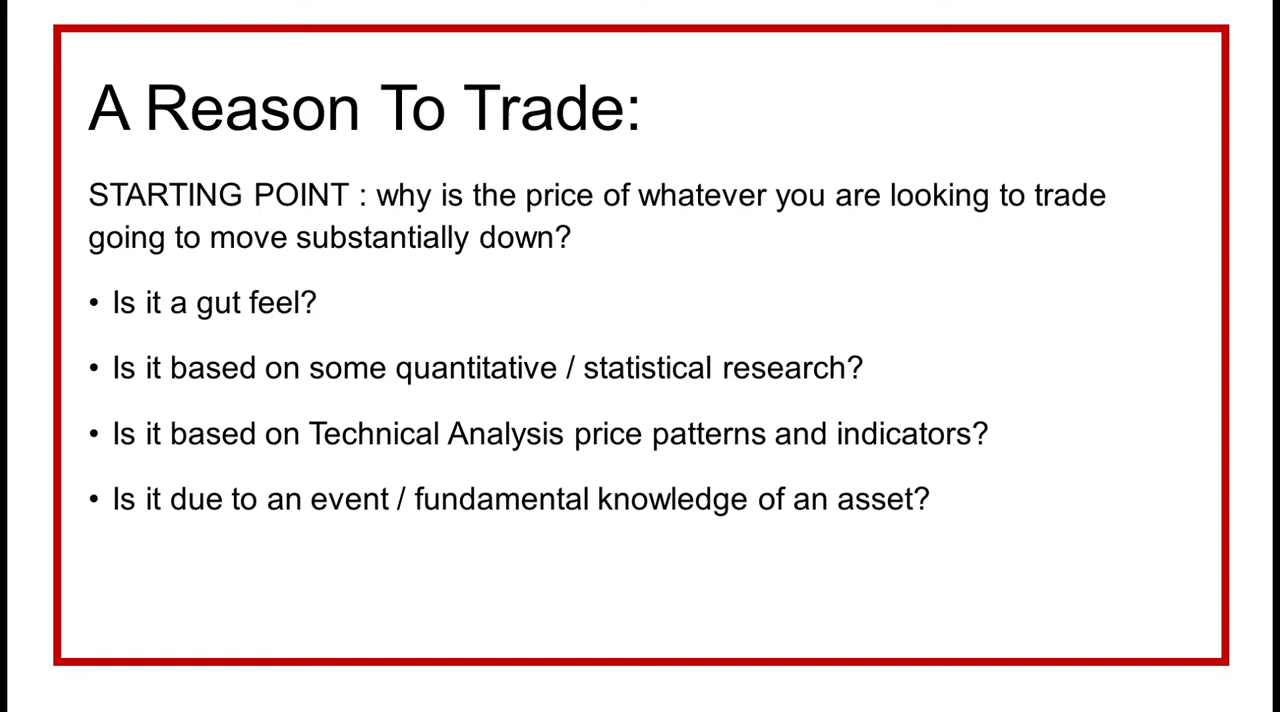 A Reason To Trade:
STARTING POINT : why is the price of whatever you are looking to trade
going to move substantially down?
• Is it a gut feel?
• Is it based on some quantitative / statistical research?
• Is it based on Technical Analysis price patterns and indicators?
• Is it due to an event / fundamental knowledge of an asset?